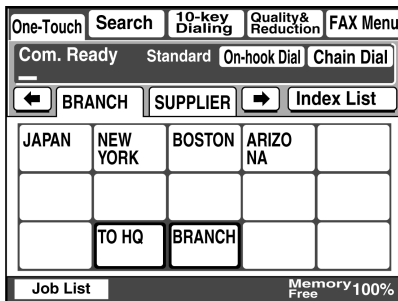 One-Touch Search 10-key Dialing Quality& Reduction FAX Menu
Com. Ready Standard On-hook Dial Chain Dial
BRANCH SUPPLIER Index List
JAPAN NEW YORK BOSTON ARIZO NA
TO HQ BRANCH
Job List Memory Free 100%